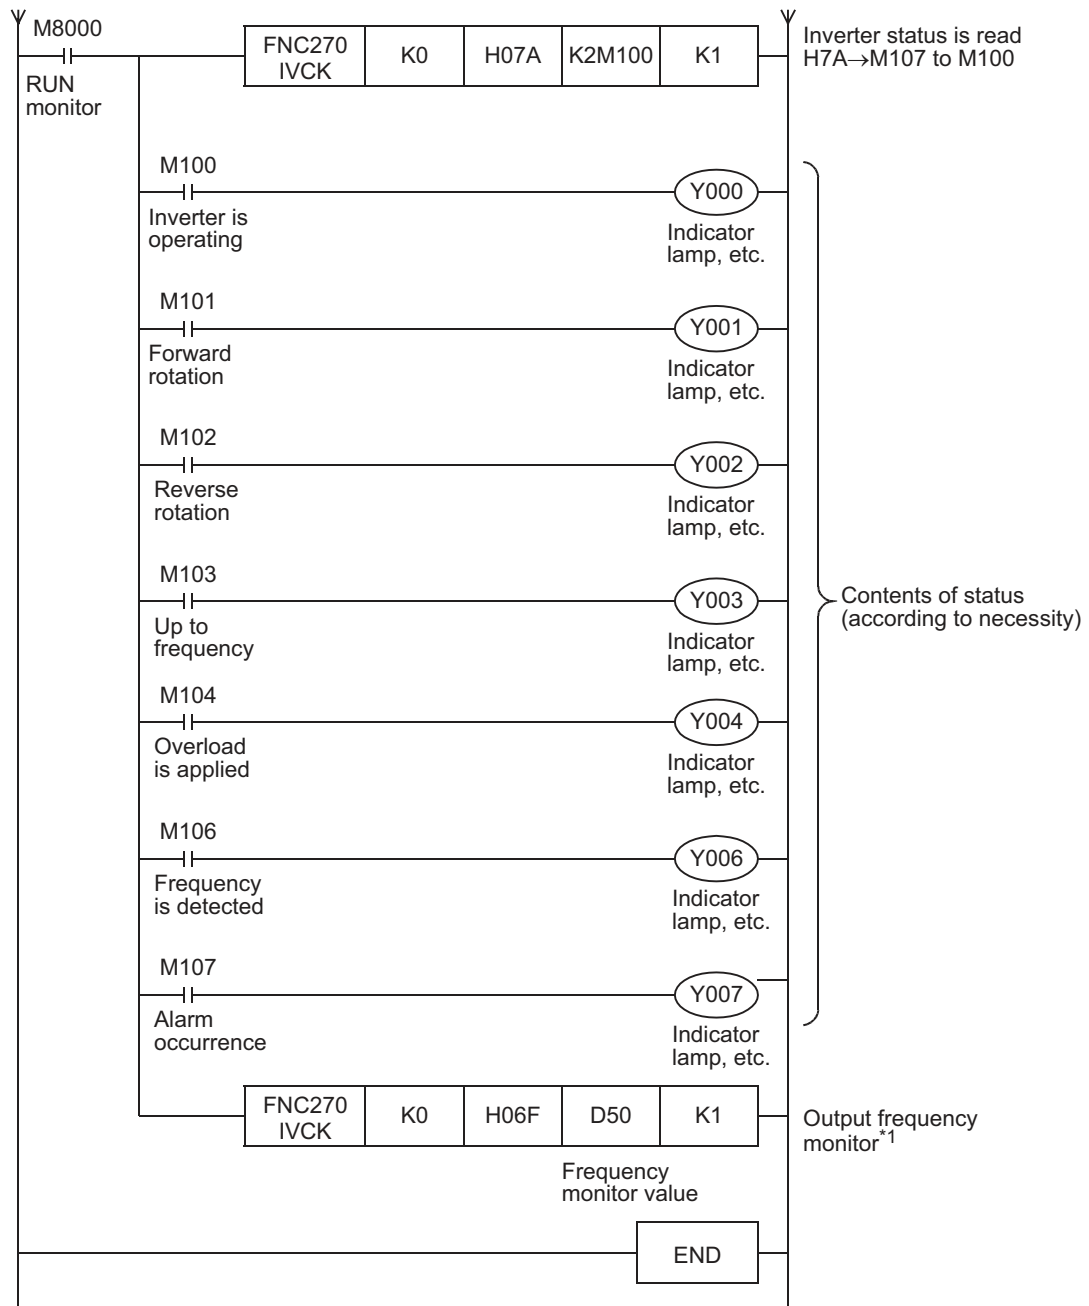 M8000
RUN
monitor
FNC270
IVCK
K0
H07A
K2M100
K1
Inverter status is read
H7A→M107 to M100
M100
Inverter is
operating
Y000
Indicator
lamp, etc.
M101
Forward
rotation
Y001
Indicator
lamp, etc.
M102
Reverse
rotation
Y002
Indicator
lamp, etc.
M103
Up to
frequency
Y003
Indicator
lamp, etc.
Contents of status
(according to necessity)
M104
Overload
is applied
Y004
Indicator
lamp, etc.
M106
Frequency
is detected
Y006
Indicator
lamp, etc.
M107
Alarm
occurrence
Y007
Indicator
lamp, etc.
FNC270
IVCK
K0
H06F
D50
K1
Output frequency
monitor*1
Frequency
monitor value
END